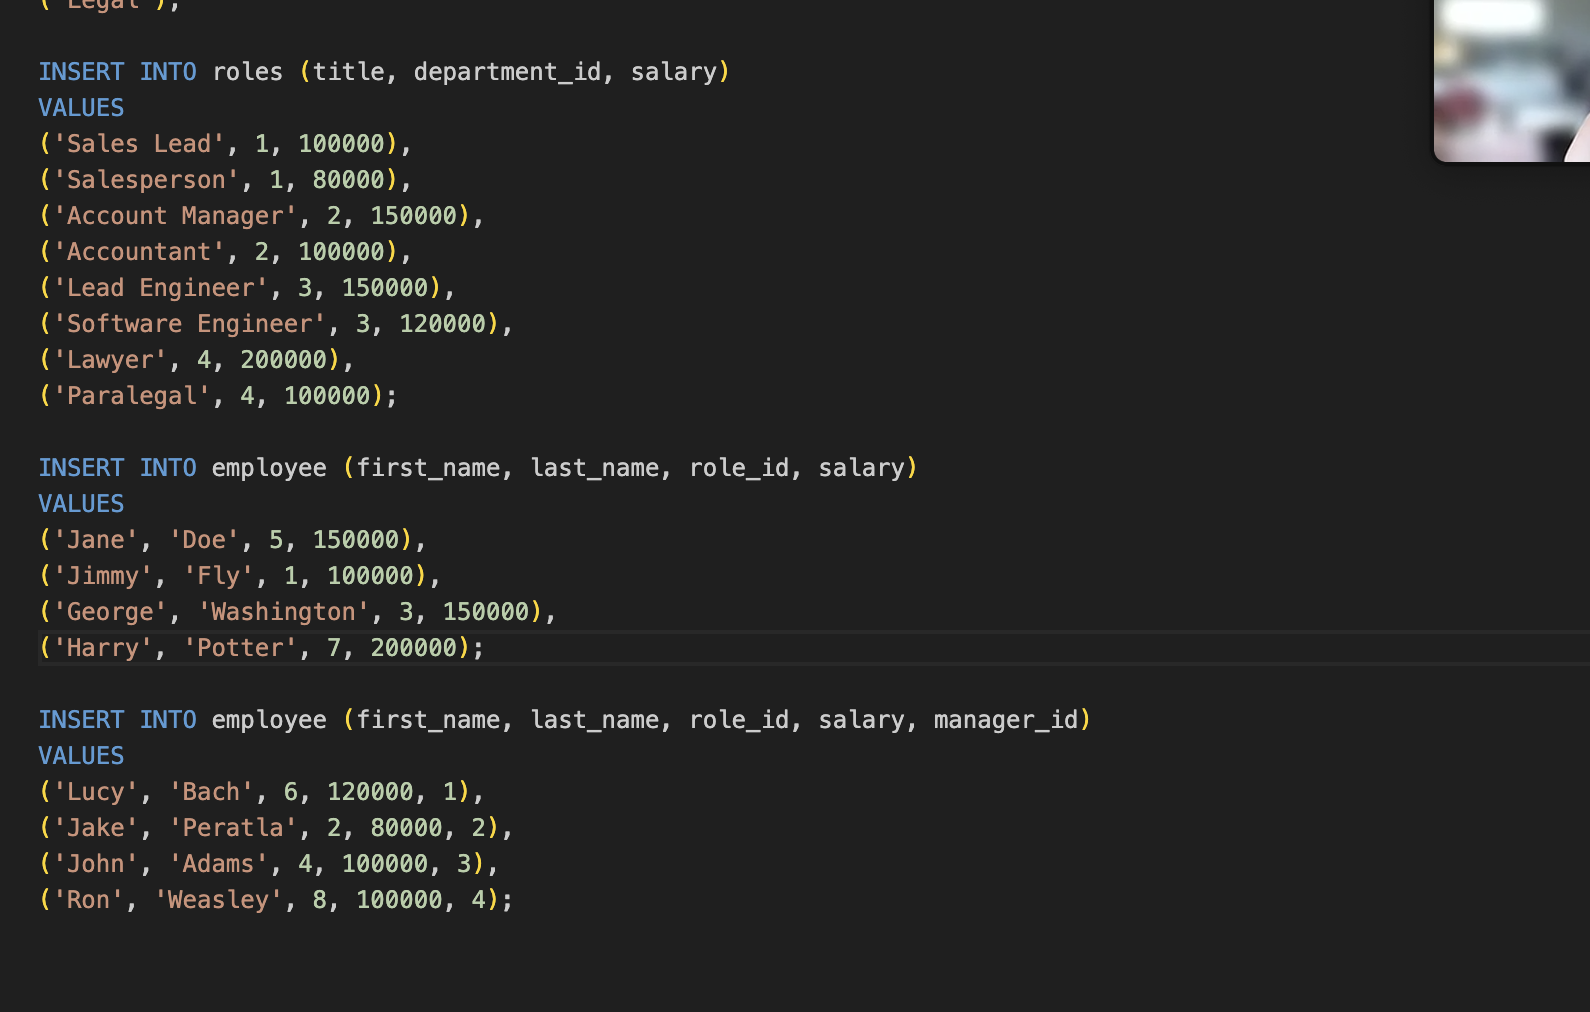 ('Legal');
INSERT INTO roles (title, department_id, salary)
VALUES
('Sales Lead', 1, 100000),
('Salesperson', 1, 80000),
('Account Manager', 2, 150000),
('Accountant', 2, 100000),
('Lead Engineer', 3, 150000),
('Software Engineer', 3, 120000),
('Lawyer', 4, 200000),
('Paralegal', 4, 100000);
INSERT INTO employee (first_name, last_name, role_id, salary)
VALUES
('Jane', 'Doe', 5, 150000),
('Jimmy', 'Fly', 1, 100000),
('George', 'Washington', 3, 150000),
('Harry', 'Potter', 7, 200000);
INSERT INTO employee (first_name, last_name, role_id, salary, manager_id)
VALUES
('Lucy', 'Bach', 6, 120000, 1),
('Jake', 'Peratla', 2, 80000, 2),
('John', 'Adams', 4, 100000, 3),
('Ron', 'Weasley', 8, 100000, 4);